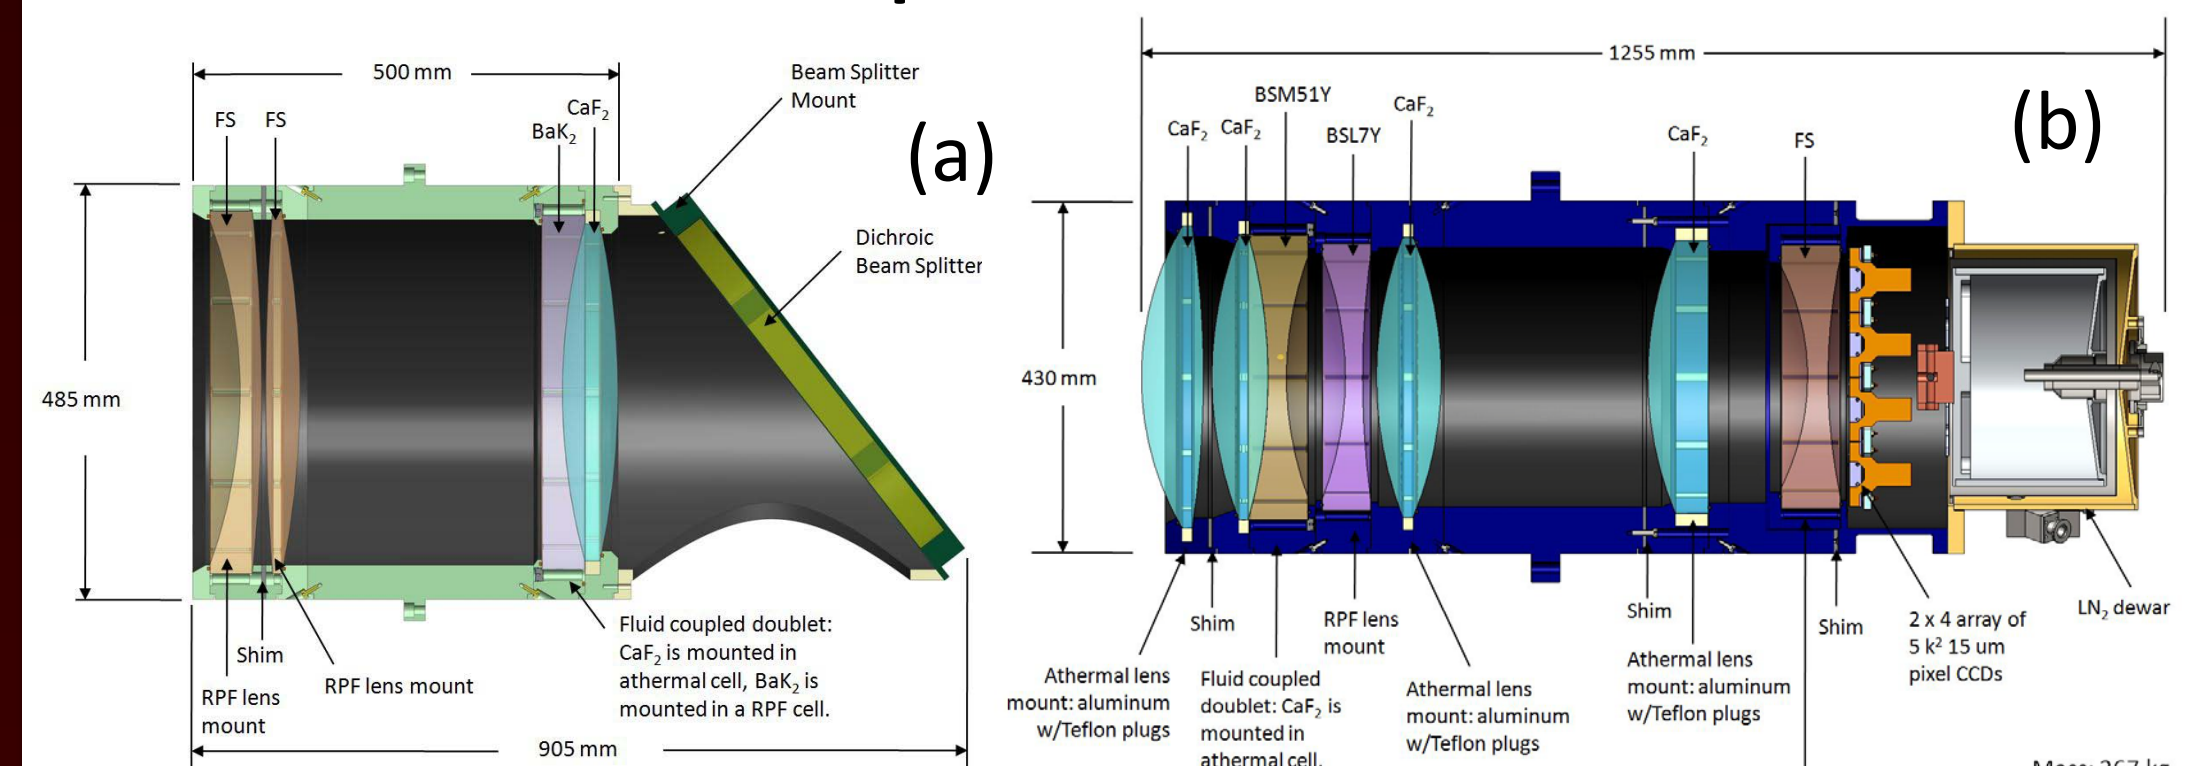 500 mm
FS
FS
BaK2
CaF2
Beam Splitter
Mount
(a)
Dichroic
Beam Splitter
485 mm
Shim
RPF lens
mount
RPF lens mount
Fluid coupled doublet:
CaF2 is mounted in
athermal cell, BaK2 is
mounted in a RPF cell.
905 mm
1255 mm
(b)
CaF2
CaF2
BSM51Y
BSL7Y
CaF2
CaF2
FS
430 mm
Athermal lens
mount: aluminum
w/Teflon plugs
Shim
Fluid coupled
doublet: CaF2 is
mounted in
athermal cell.
RPF lens
mount
Athermal lens
mount: aluminum
w/Teflon plugs
Shim
Athermal lens
mount: aluminum
w/Teflon plugs
Shim
2 x 4 array of
5 k² 15 um
pixel CCDs
LN2 dewar
Mass: 267 kg